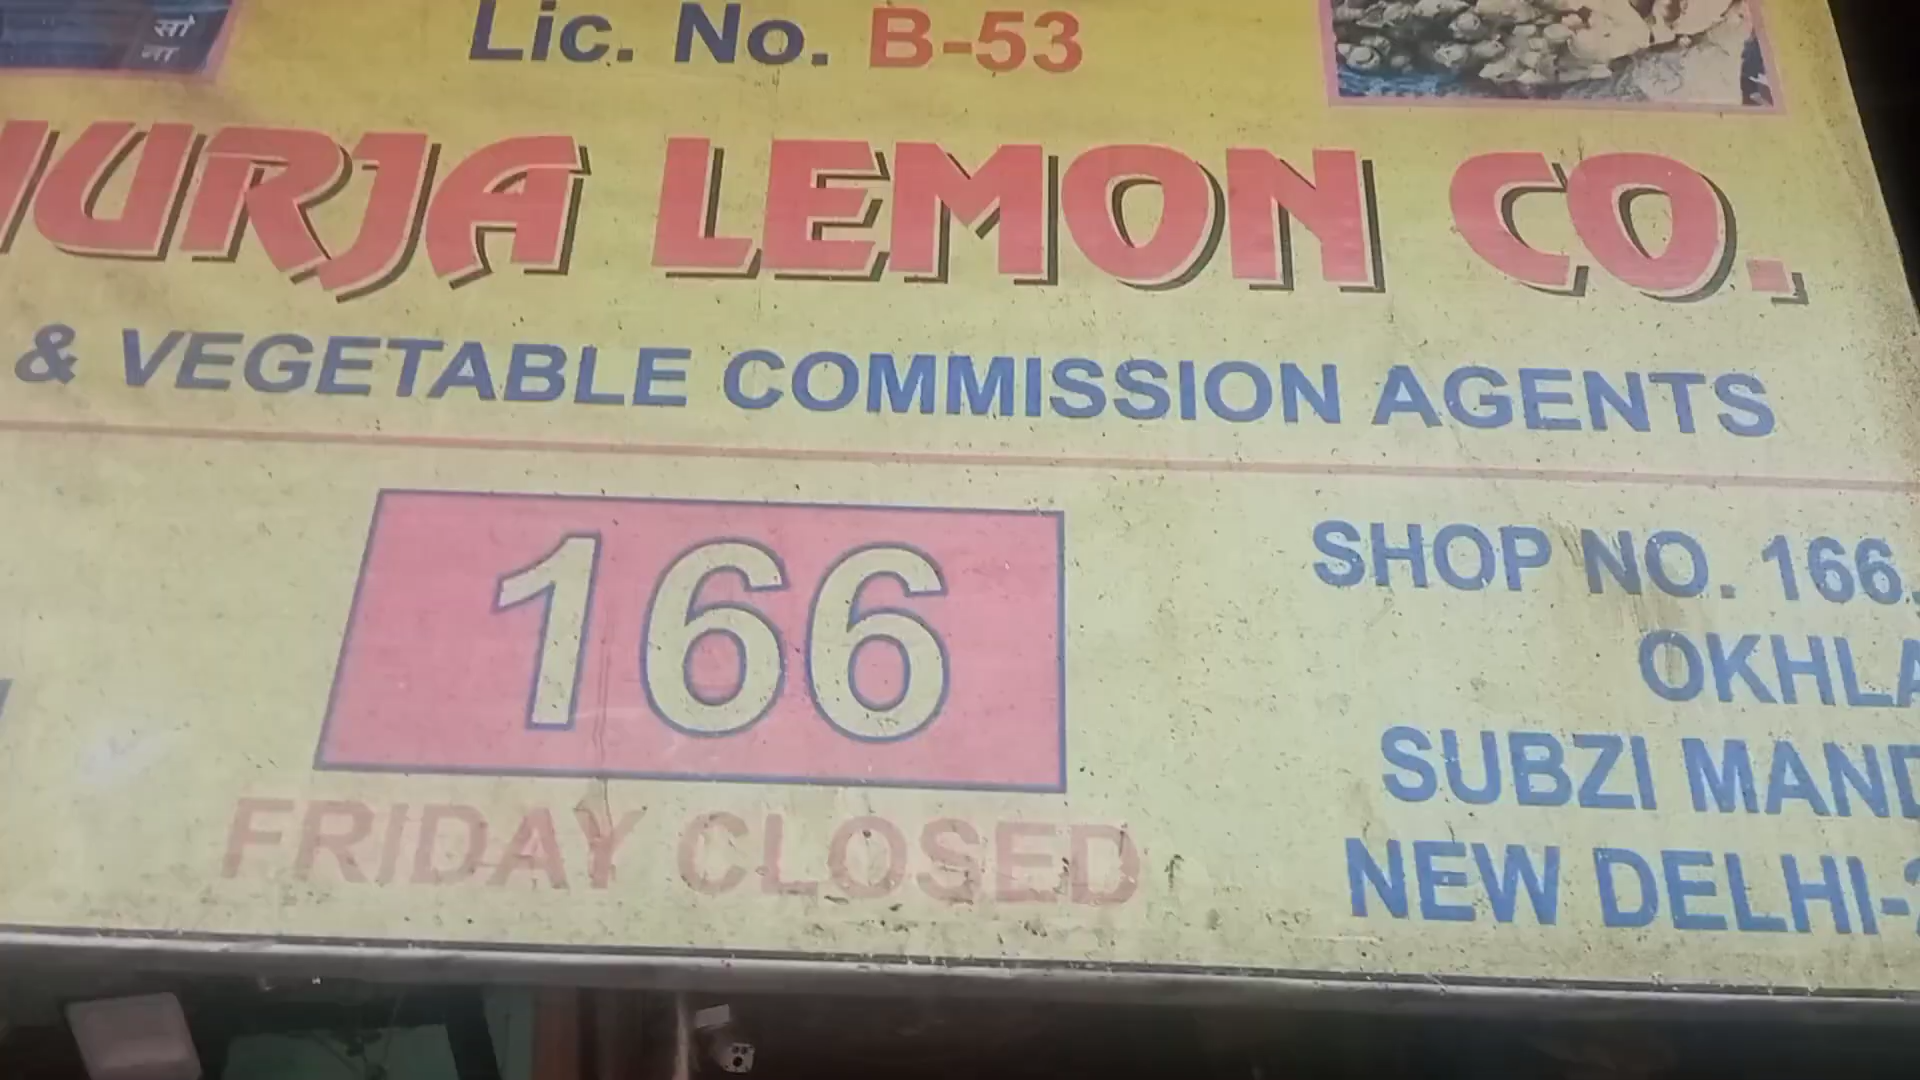 सो
ना
Lic. No. B-53
URJA LEMON CO.
& VEGETABLE COMMISSION AGENTS
166
FRIDAY CLOSED
SHOP NO. 166,
OKHLA
SUBZI MAND
NEW DELHI-